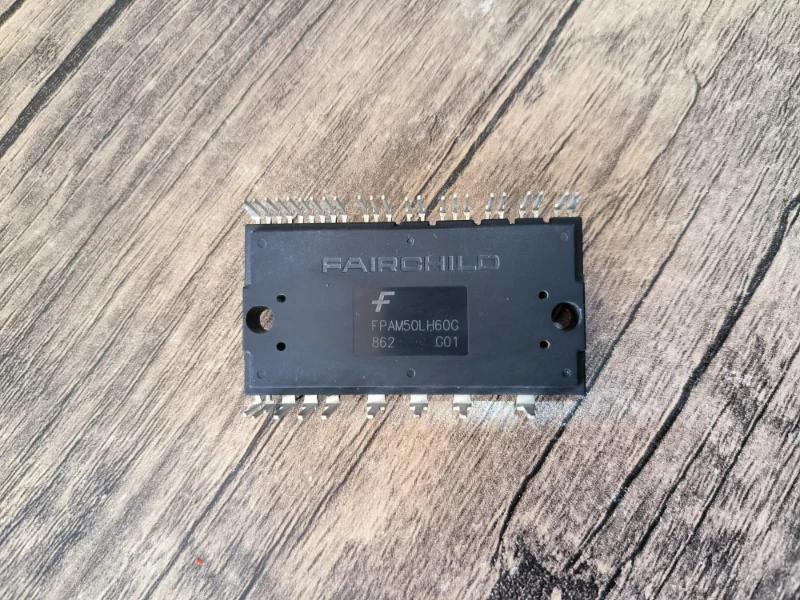 FAIRCHILD
F
FPAM50LH60G
862 G01